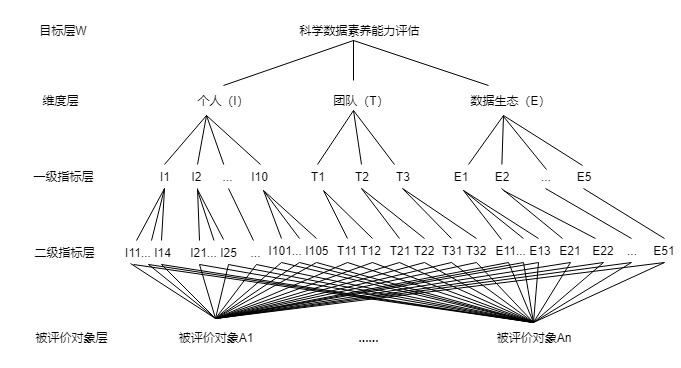 目标层W 科学数据素养能力评估
维度层 个人（I） 团队（T） 数据生态（E）
一级指标层 I1 I2 ... I10 T1 T2 T3 E1 E2 ... E5
二级指标层 I11... I14 I21... I25 ... I101... I105 T11 T12 T21 T22 T31 T32 E11... E13 E21 E22 ... E51
被评价对象层 被评价对象A1 ...... 被评价对象An